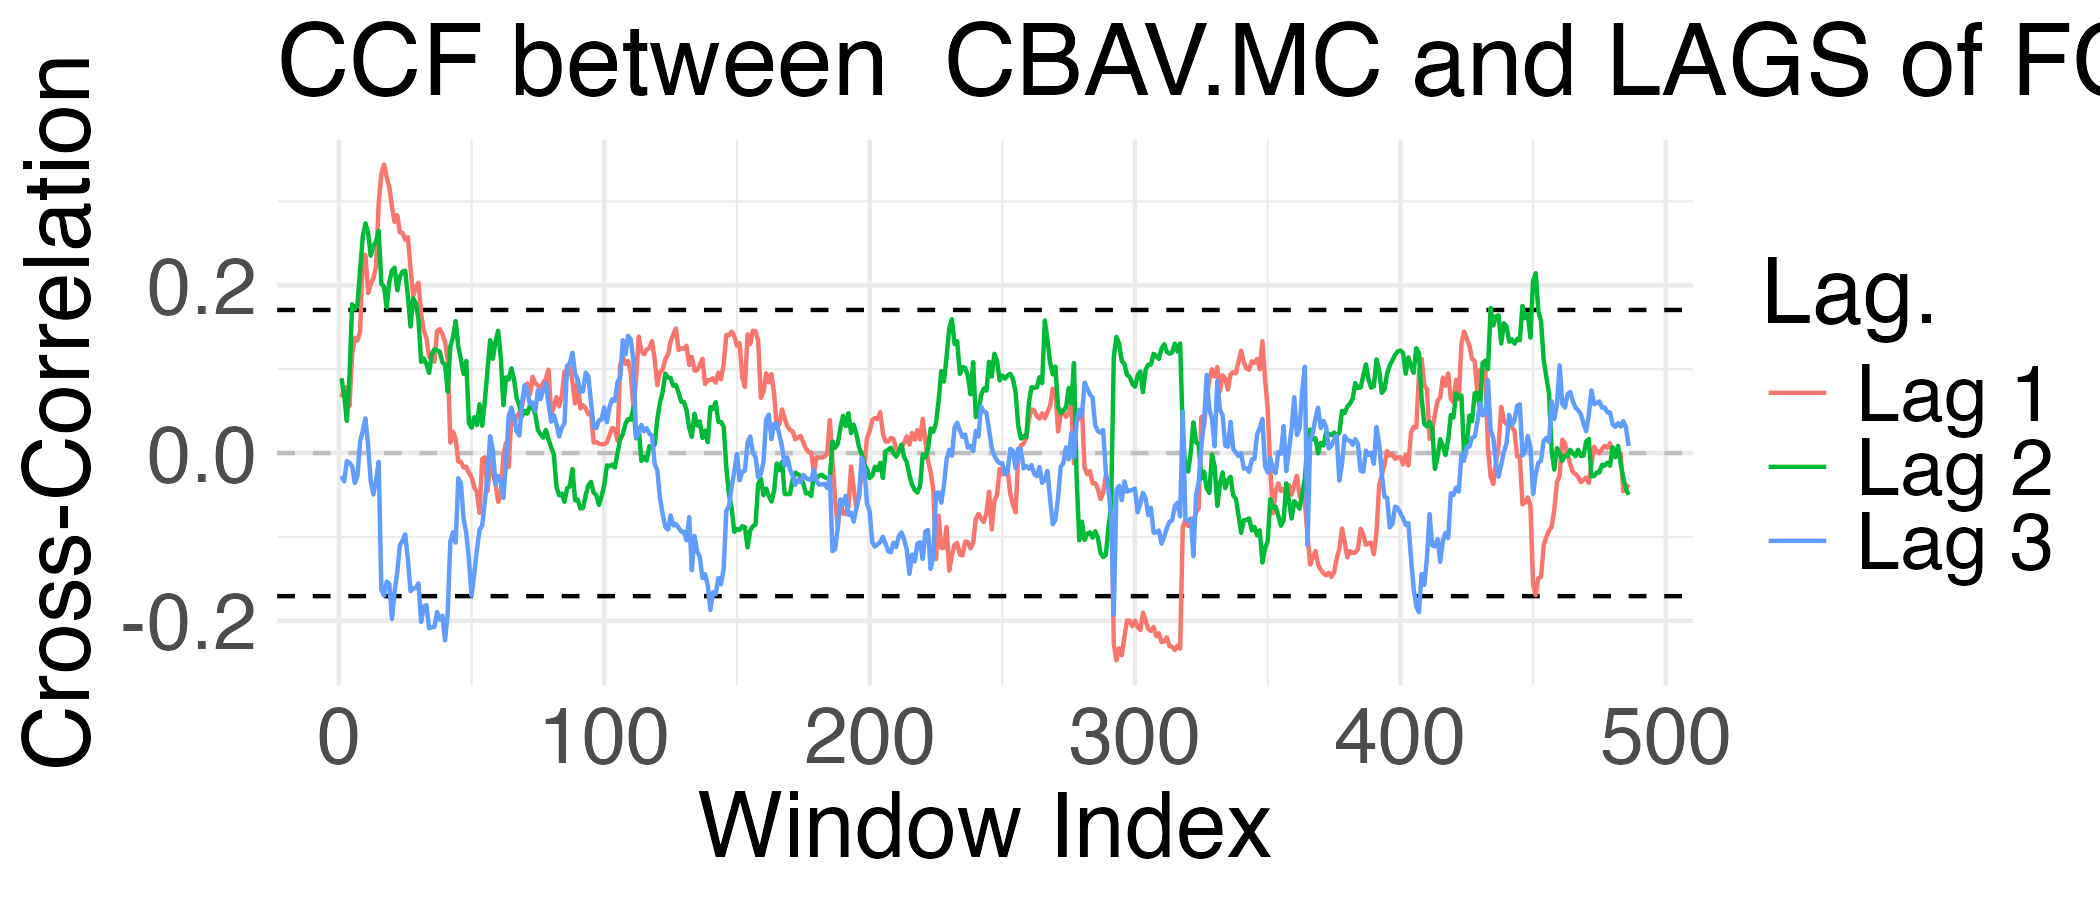 CCF between  CBAV.MC and LAGS of
Cross-Correlation
0.2
0.0
-0.2
0
100
200
300
400
500
Window Index
Lag.
Lag 1
Lag 2
Lag 3